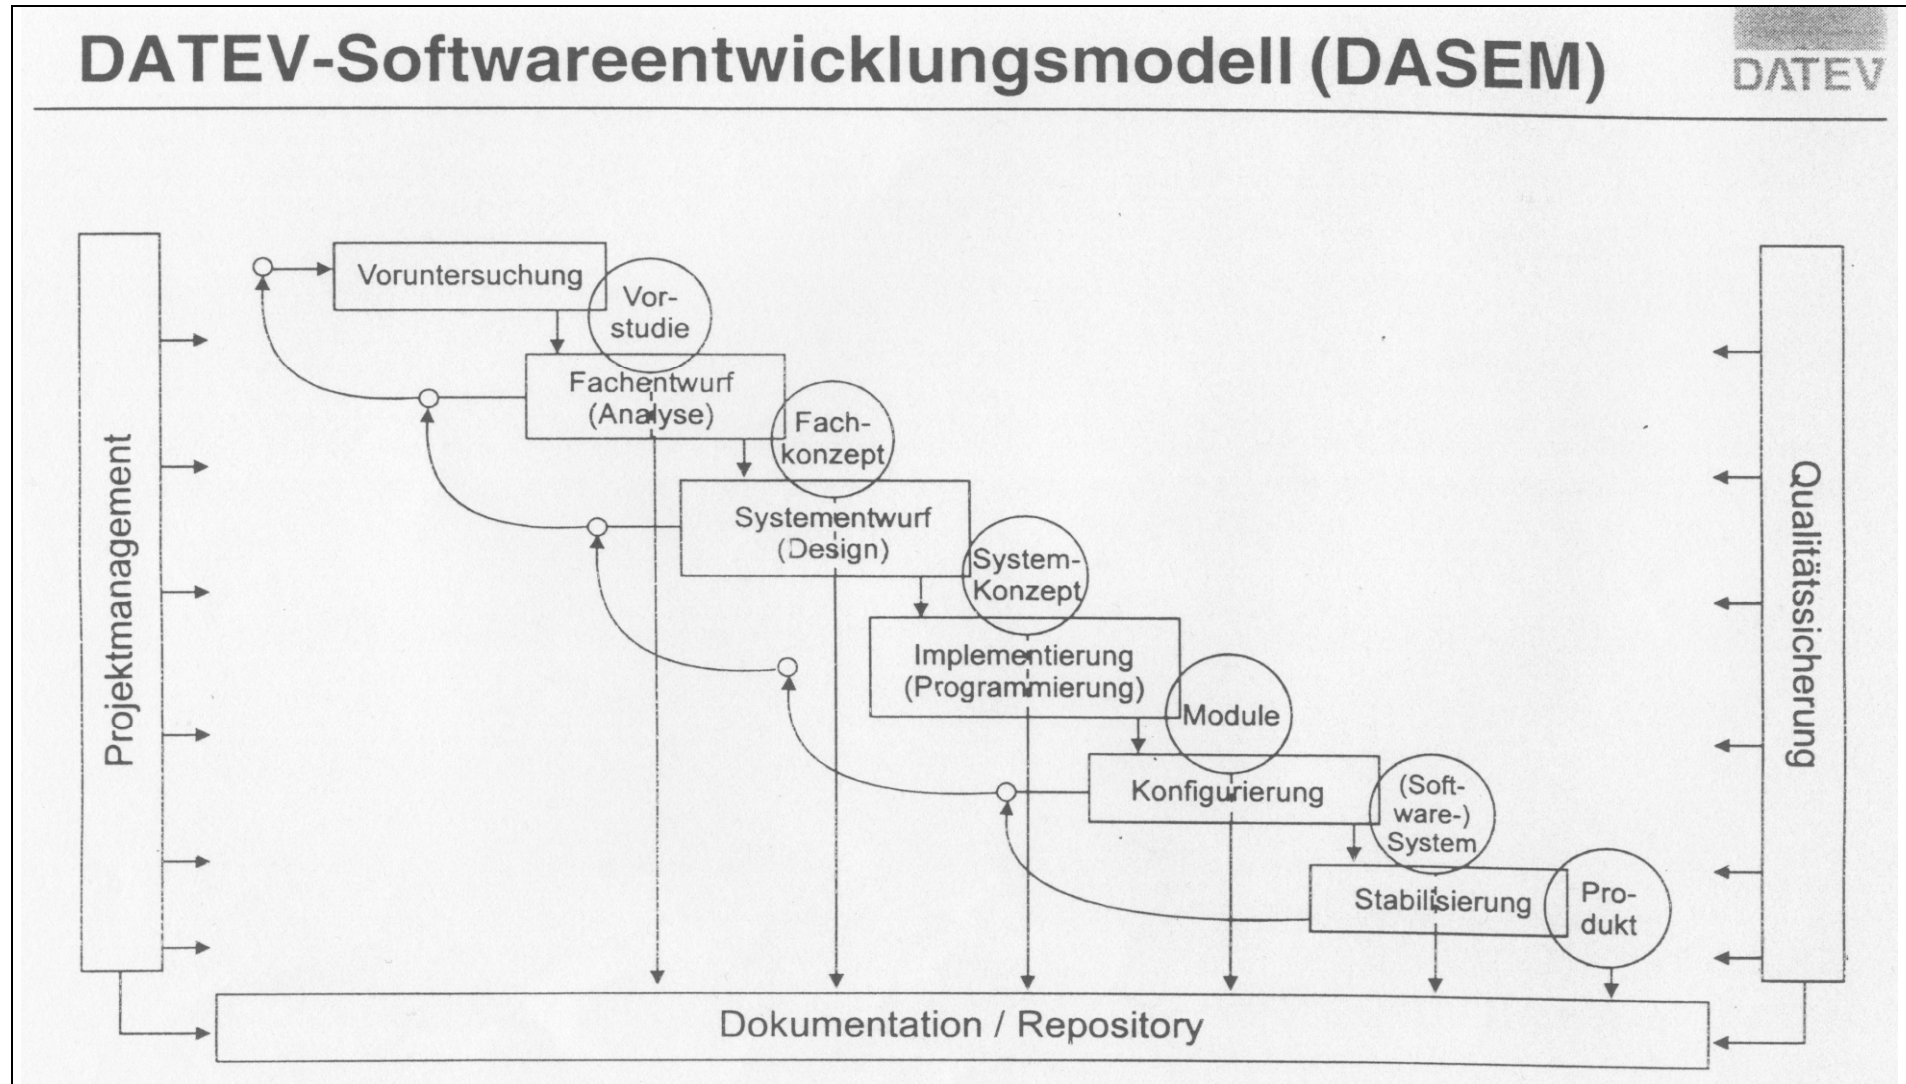 DATEV-Softwareentwicklungsmodell (DASEM)
DATEV
Projektmanagement
Voruntersuchung
Vor-
studie
Fachentwurf
(Analyse)
Fach-
konzept
Systementwurf
(Design)
System-
Konzept
Implementierung
(Programmierung)
Module
Konfigurierung
(Soft-
ware-)
System
Stabilisierung
Pro-
dukt
Qualitätssicherung
Dokumentation / Repository